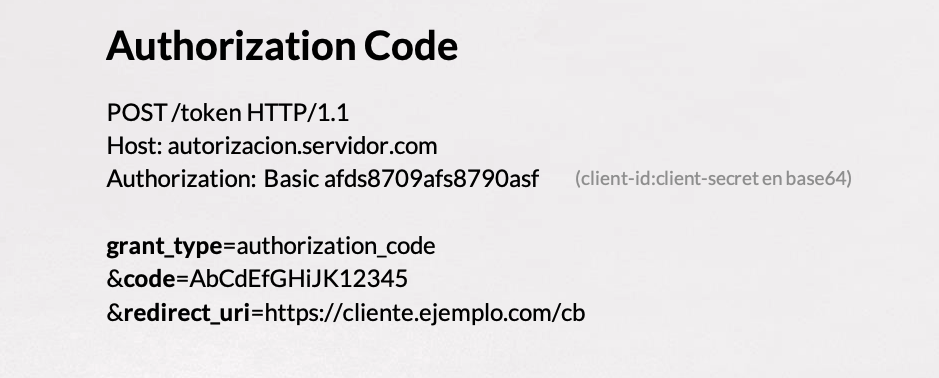 Authorization Code
POST /token HTTP/1.1
Host: autorizacion.servidor.com
Authorization: Basic afds8709afs8790asf (client-id:client-secret en base64)
grant_type=authorization_code
&code=AbCdEfGHiJK12345
&redirect_uri=https://cliente.ejemplo.com/cb